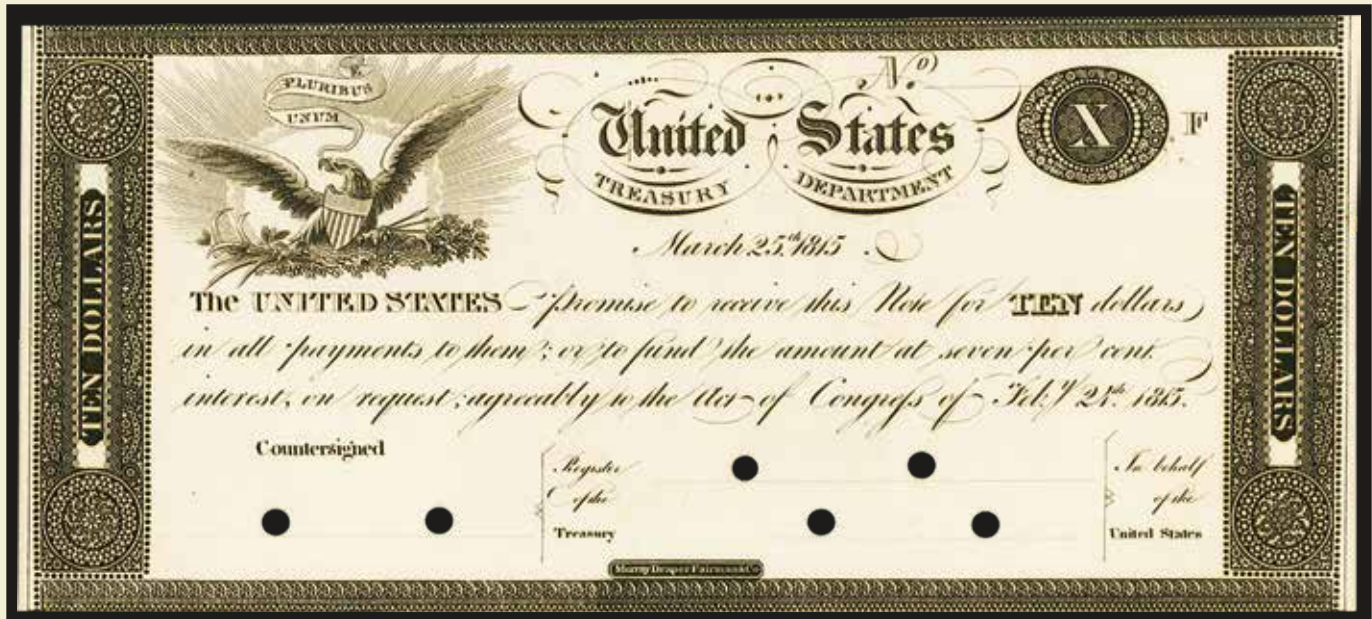 TEN DOLLARS
E
PLURIBUS
UNUM
No.
United States
TREASURY DEPARTMENT
X F
March 25th 1815
The UNITED STATES Promise to receive this Note for TEN dollars
in all payments to them; or to fund the amount at seven per cent.
interest, on request; agreeably to the Act of Congreſs of Feb.y 24th. 1815.
Countersigned
Register
of the
Treasury
In behalf
of the
United States
Murray Draper Fairman & Co
TEN DOLLARS